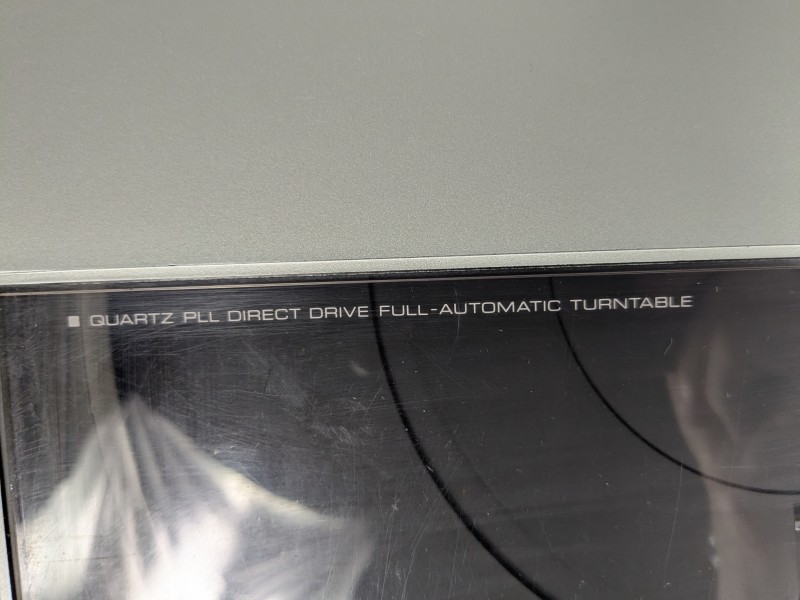 ■ QUARTZ PLL DIRECT DRIVE FULL-AUTOMATIC TURNTABLE